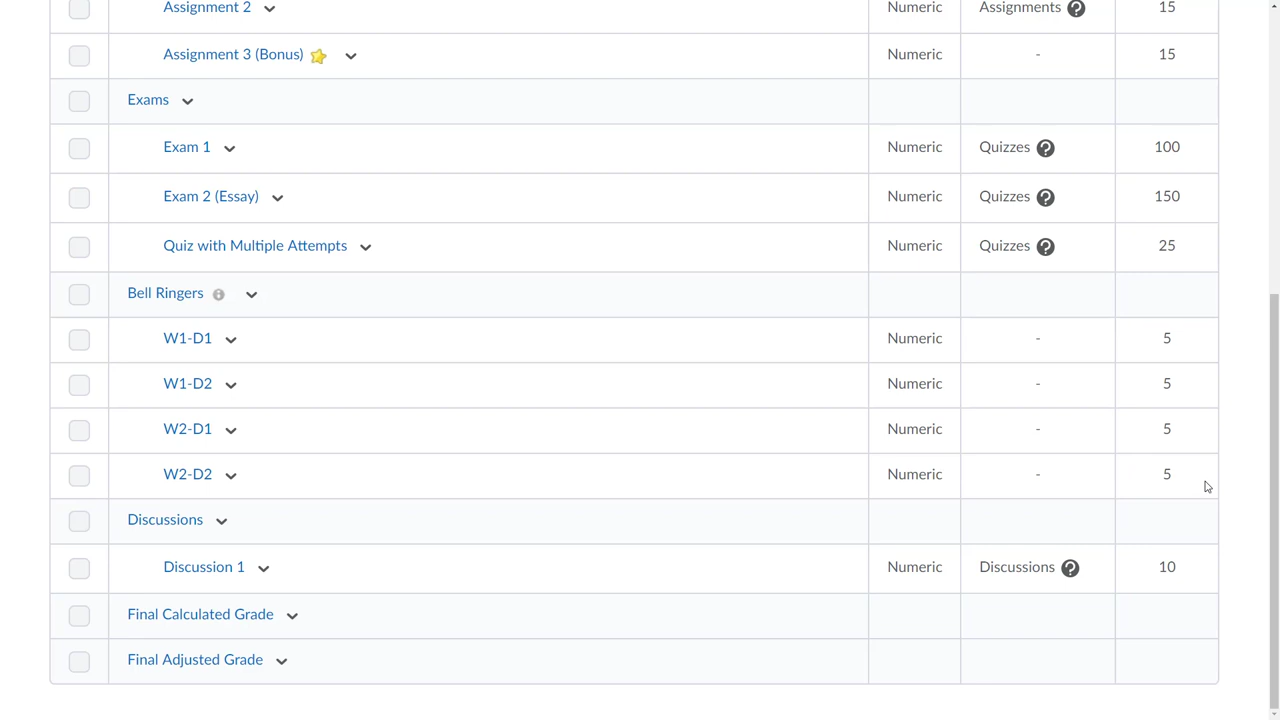 Assignment 2 Numeric Assignments ? 15
Assignment 3 (Bonus) Numeric - 15
Exams
Exam 1 Numeric Quizzes ? 100
Exam 2 (Essay) Numeric Quizzes ? 150
Quiz with Multiple Attempts Numeric Quizzes ? 25
Bell Ringers i
W1-D1 Numeric - 5
W1-D2 Numeric - 5
W2-D1 Numeric - 5
W2-D2 Numeric - 5
Discussions
Discussion 1 Numeric Discussions ? 10
Final Calculated Grade
Final Adjusted Grade